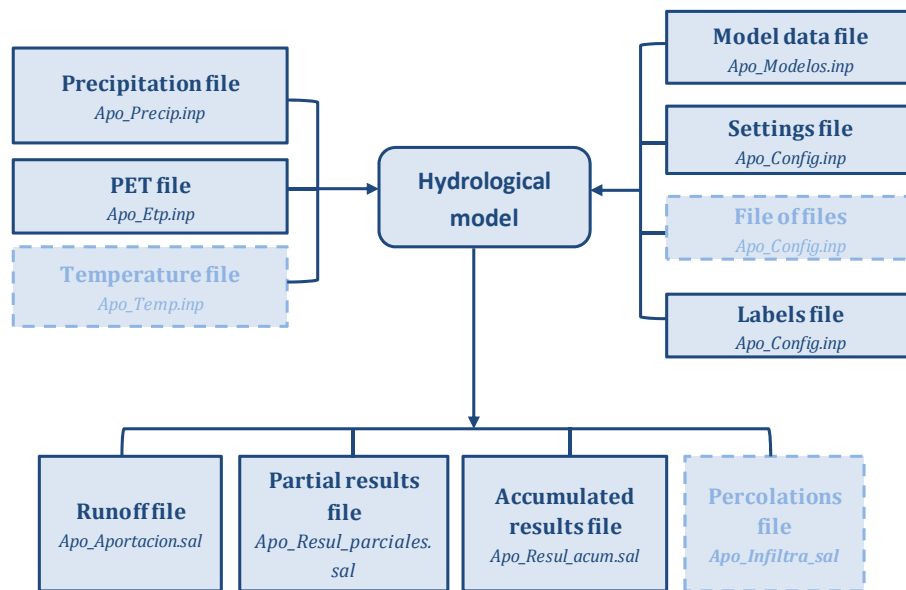 Precipitation file
Apo_Precip.inp
PET file
Apo_Etp.inp
Temperature file
Apo_Temp.inp
Hydrological
model
Model data file
Apo_Modelos.inp
Settings file
Apo_Config.inp
File of files
Apo_Config.inp
Labels file
Apo_Config.inp
Runoff file
Apo_Aportacion.sal
Partial results
file
Apo_Resul_parciales.
sal
Accumulated
results file
Apo_Resul_acum.sal
Percolations
file
Apo_Infiltra_sal